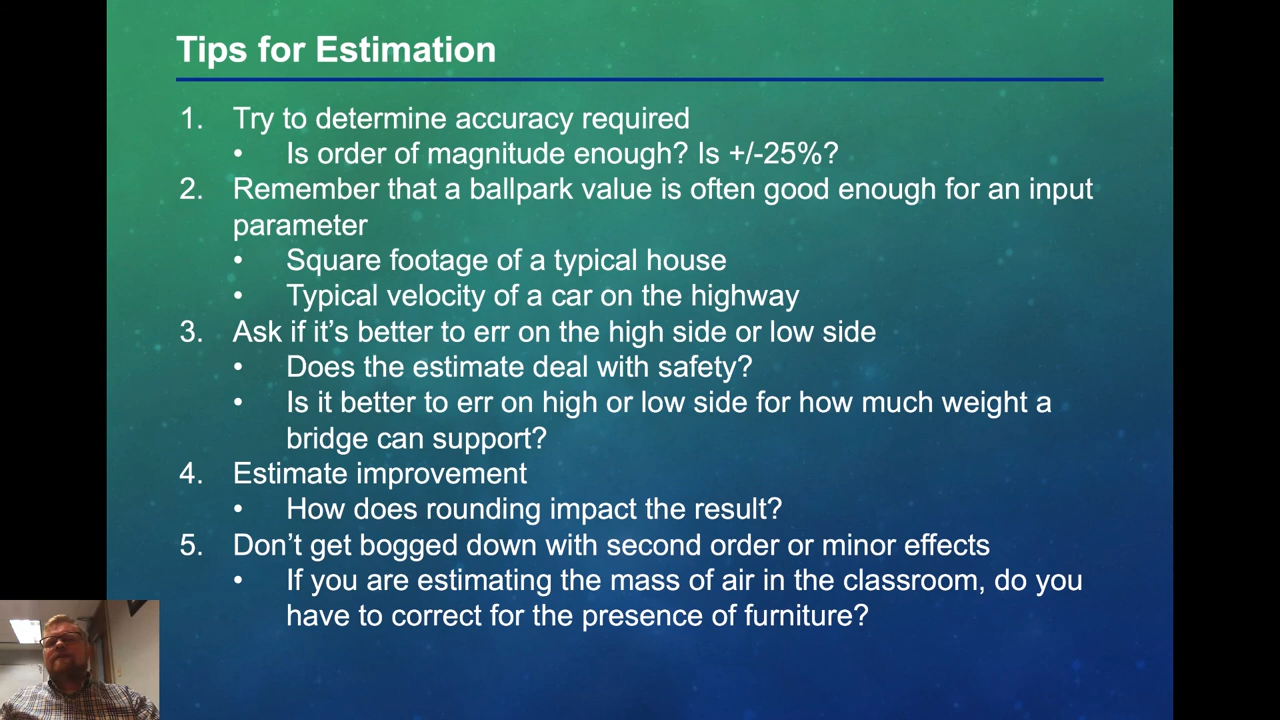 Tips for Estimation
1. Try to determine accuracy required
• Is order of magnitude enough? Is +/-25%?
2. Remember that a ballpark value is often good enough for an input
parameter
• Square footage of a typical house
• Typical velocity of a car on the highway
3. Ask if it’s better to err on the high side or low side
• Does the estimate deal with safety?
• Is it better to err on high or low side for how much weight a
bridge can support?
4. Estimate improvement
• How does rounding impact the result?
5. Don’t get bogged down with second order or minor effects
• If you are estimating the mass of air in the classroom, do you
have to correct for the presence of furniture?